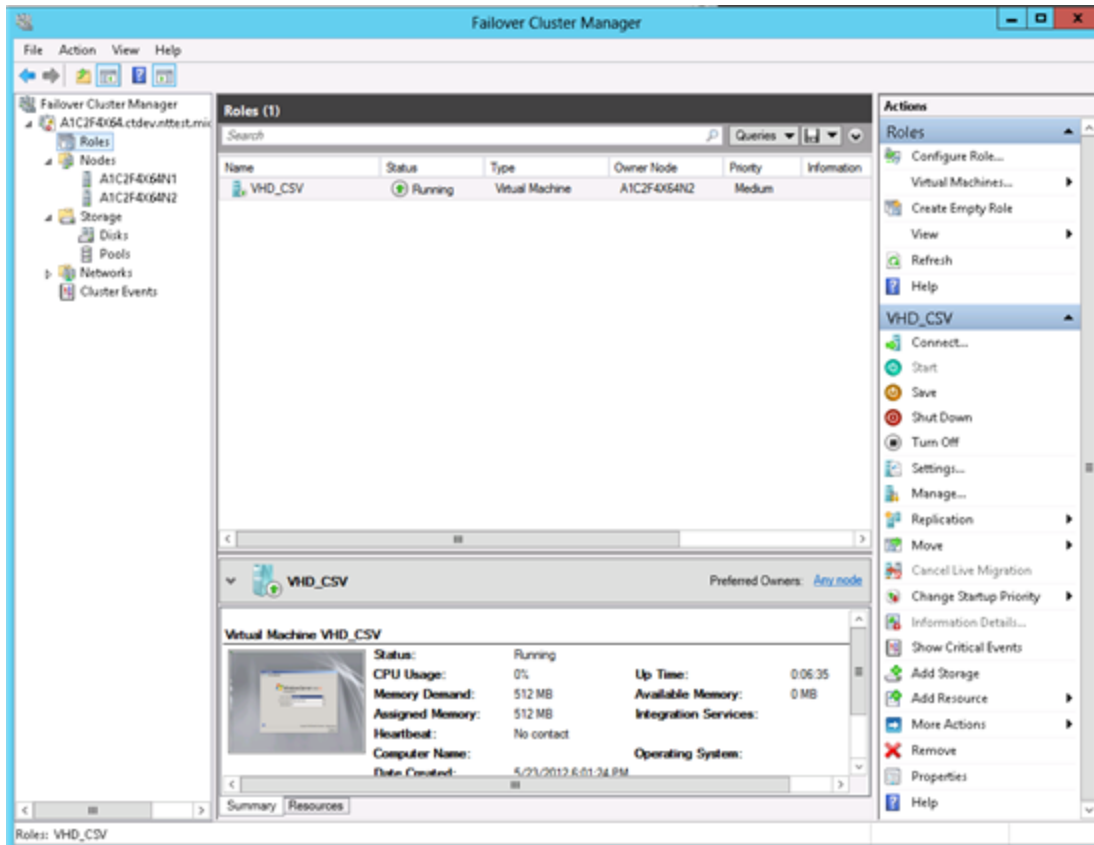 Failover Cluster Manager
File Action View Help
Failover Cluster Manager
A1C2F4X64.ctdev.nttest.mic
Roles
Nodes
A1C2F4X64N1
A1C2F4X64N2
Storage
Disks
Pools
Networks
Cluster Events
Roles (1)
Search Queries
Name Status Type Owner Node Priority Information
VHD_CSV Running Virtual Machine A1C2F4X64N2 Medium
VHD_CSV Preferred Owners: Any node
Virtual Machine VHD_CSV
Status: Running
CPU Usage: 0% Up Time: 0:06:35
Memory Demand: 512 MB Available Memory: 0 MB
Assigned Memory: 512 MB Integration Services:
Heartbeat: No contact
Computer Name: Operating System:
Date Created: 5/23/2012 6:01:24 PM
Summary Resources
Actions
Roles
Configure Role...
Virtual Machines...
Create Empty Role
View
Refresh
Help
VHD_CSV
Connect...
Start
Save
Shut Down
Turn Off
Settings...
Manage...
Replication
Move
Cancel Live Migration
Change Startup Priority
Information Details...
Show Critical Events
Add Storage
Add Resource
More Actions
Remove
Properties
Help
Roles: VHD_CSV